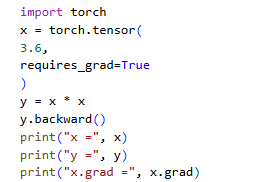 import torch
x = torch.tensor(
3.6,
requires_grad=True
)
y = x * x
y.backward()
print("x =", x)
print("y =", y)
print("x.grad =", x.grad)